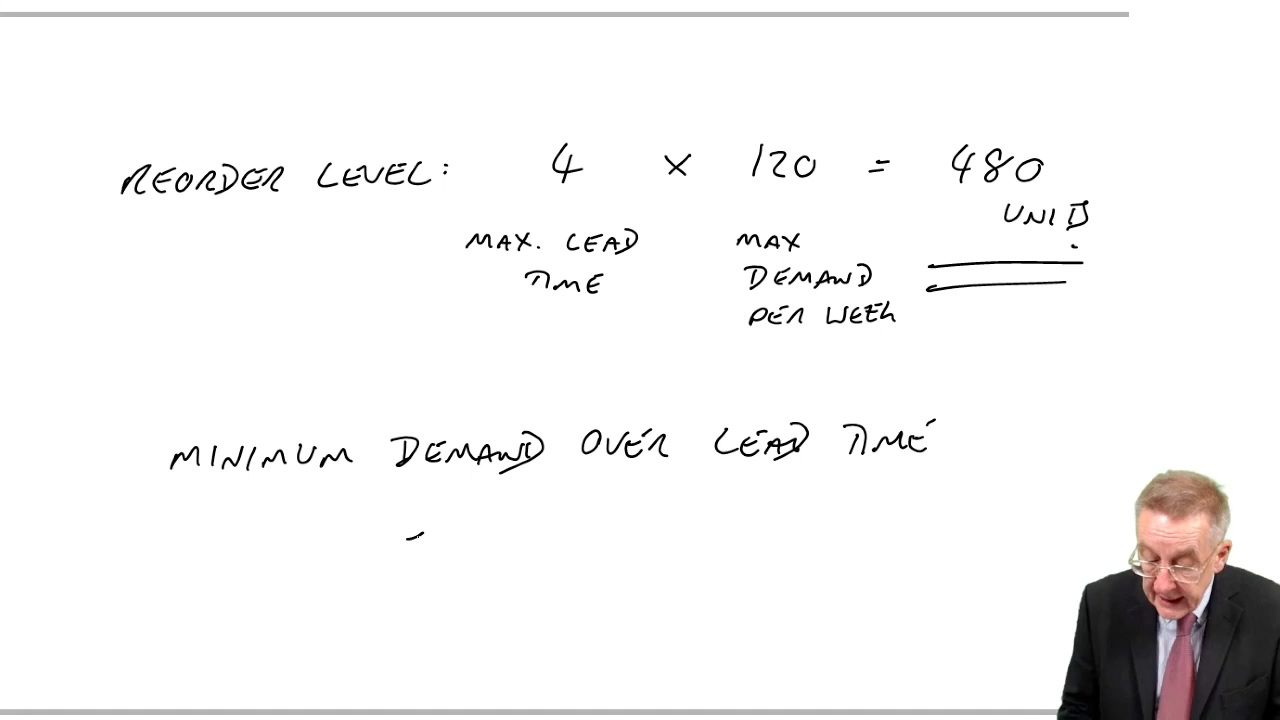 REORDER LEVEL: 4 × 120 = 480
UNITS
MAX. LEAD TIME
MAX DEMAND PER WEEK
MINIMUM DEMAND OVER LEAD TIME
=